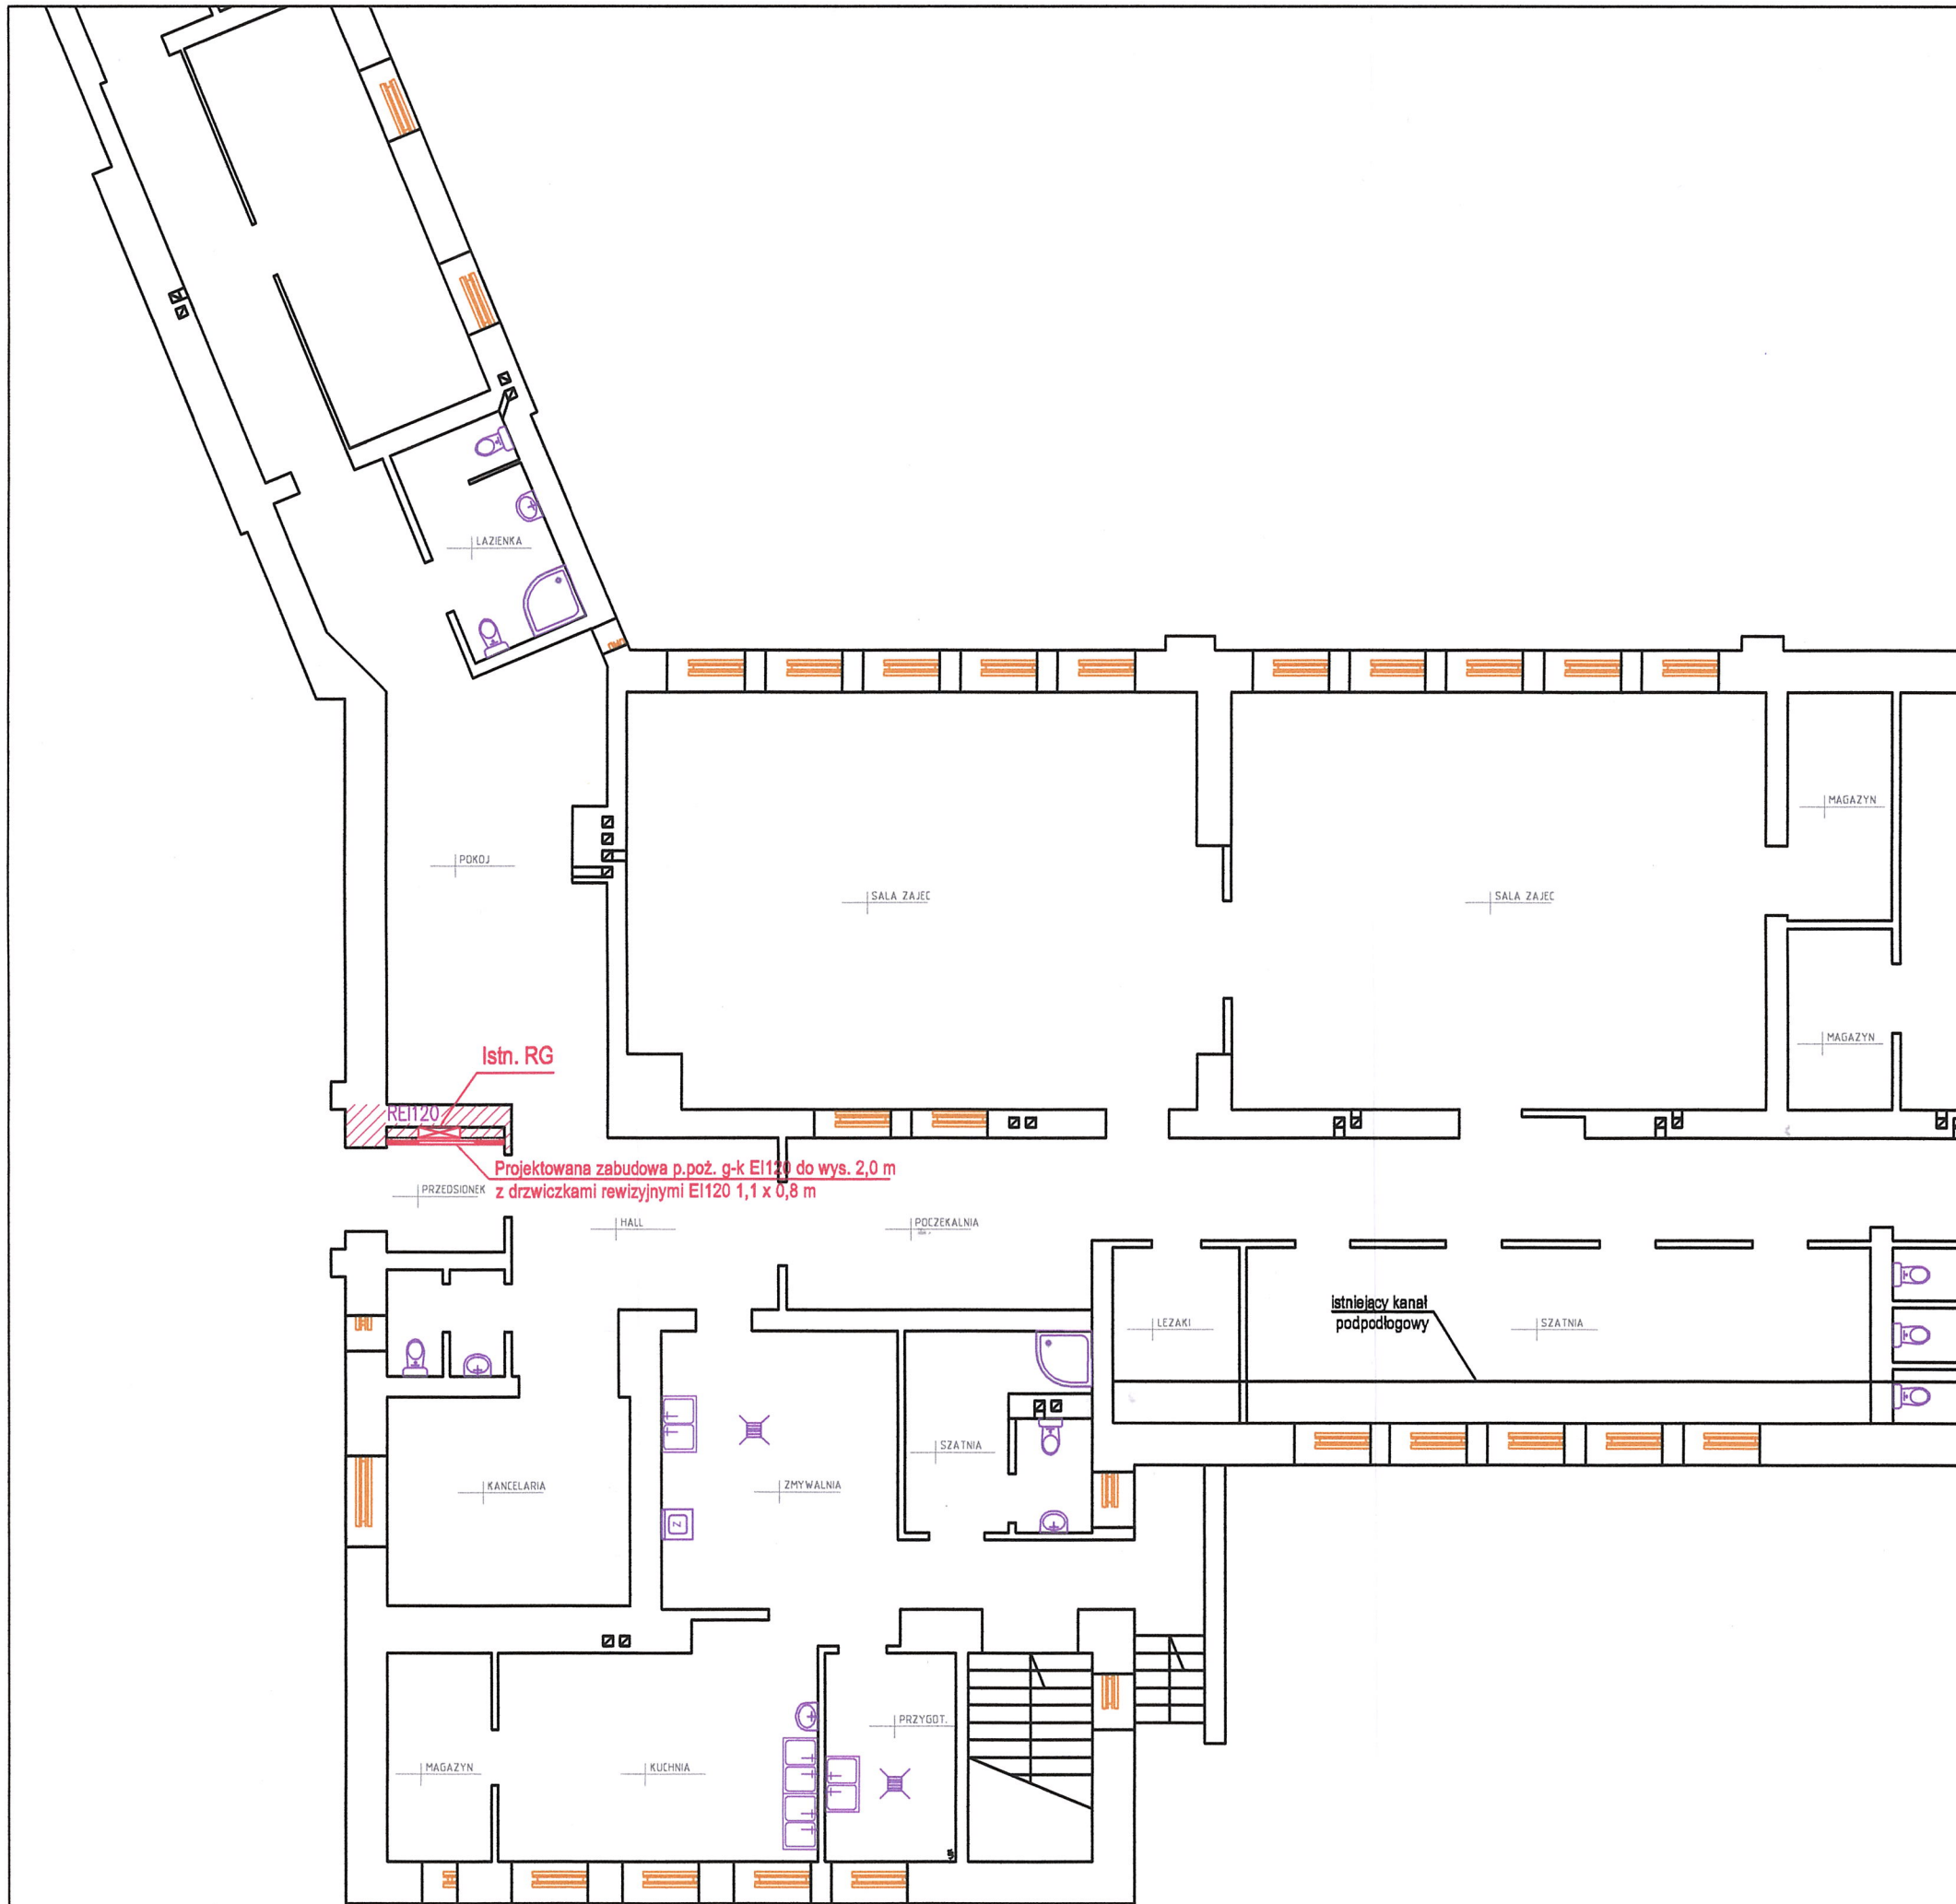 LAZIENKA
MAGAZYN
POKOJ
SALA ZAJEC
SALA ZAJEC
MAGAZYN
Istn. RG
REI120
Projektowana zabudowa p.poż. g-k EI120 do wys. 2,0 m
z drzwiczkami rewizyjnymi EI120 1,1 x 0,8 m
PRZEDSIONEK
HALL
POCZEKALNIA
istniejący kanał
podpodłogowy
LEZAKI
SZATNIA
SZATNIA
KANCELARIA
ZMYWALNIA
Z
PRZYGOT.
MAGAZYN
KUCHNIA